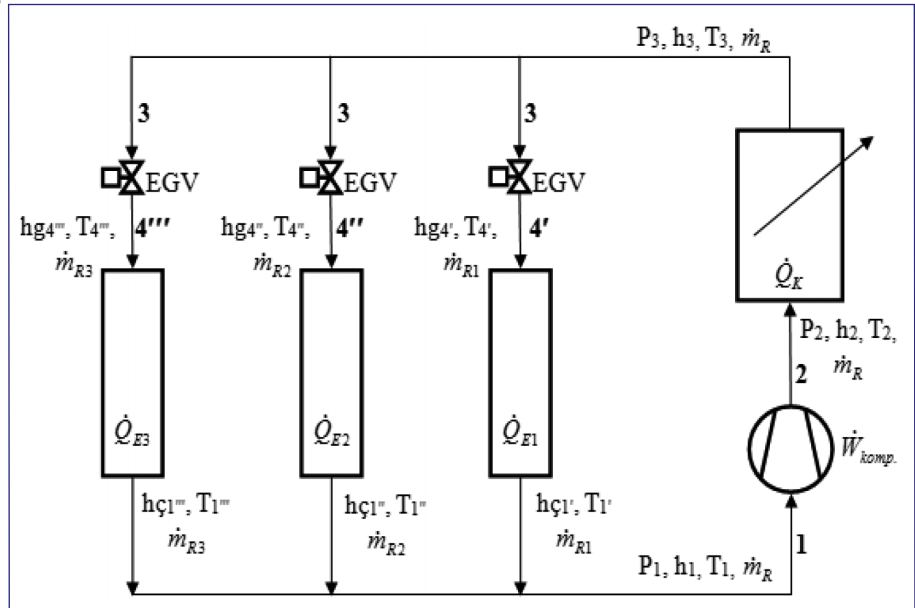 P3, h3, T3, ṁR
3 3 3
EGV EGV EGV
hg4''', T4''', 4''' hg4'', T4'', 4'' hg4', T4', 4'
ṁR3 ṁR2 ṁR1
Q̇K
P2, h2, T2,
ṁR
2
Q̇E3 Q̇E2 Q̇E1 Ẇkomp.
hç1''', T1''' hç1'', T1'' hç1', T1'
ṁR3 ṁR2 ṁR1
1
P1, h1, T1, ṁR